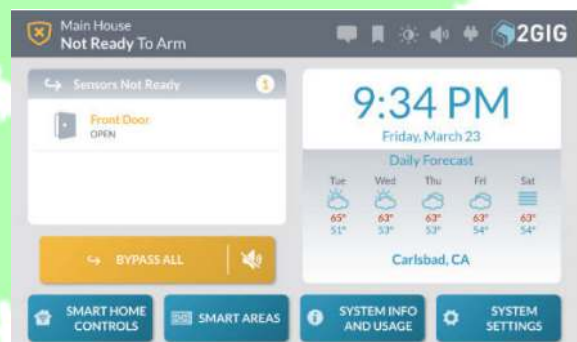 Main House
Not Ready To Arm
2GIG
Sensors Not Ready
1
Front Door
OPEN
BYPASS ALL
9:34 PM
Friday, March 23
Daily Forecast
Tue Wed Thu Fri Sat
65° 63° 63° 63° 63°
51° 53° 53° 54° 54°
Carlsbad, CA
SMART HOME
CONTROLS
SMART AREAS
SYSTEM INFO
AND USAGE
SYSTEM
SETTINGS